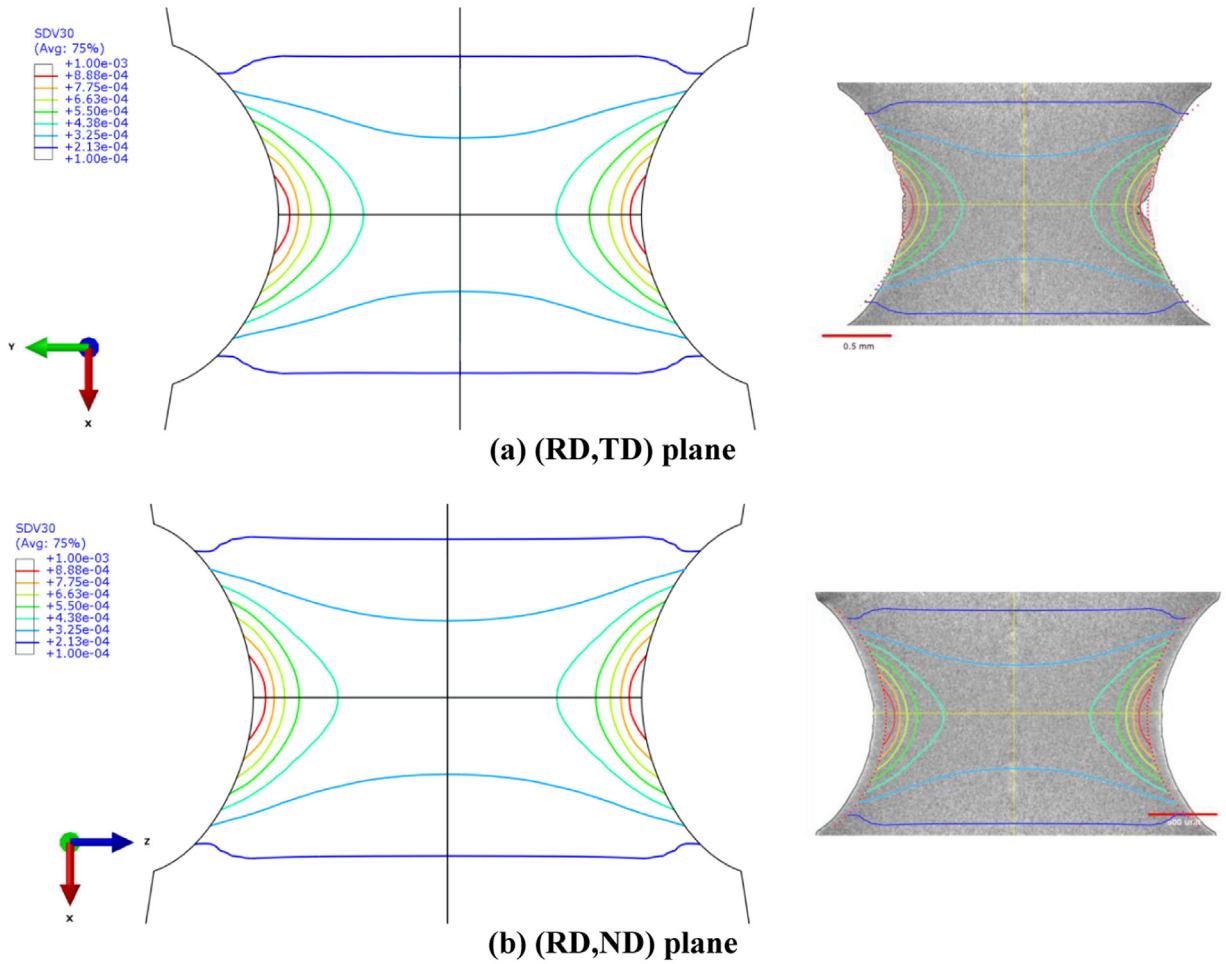 SDV30
(Avg: 75%)
+1.00e-03
+8.88e-04
+7.75e-04
+6.63e-04
+5.50e-04
+4.38e-04
+3.25e-04
+2.13e-04
+1.00e-04
Y
X
0.5 mm
(a) (RD,TD) plane
SDV30
(Avg: 75%)
+1.00e-03
+8.88e-04
+7.75e-04
+6.63e-04
+5.50e-04
+4.38e-04
+3.25e-04
+2.13e-04
+1.00e-04
Z
X
(b) (RD,ND) plane